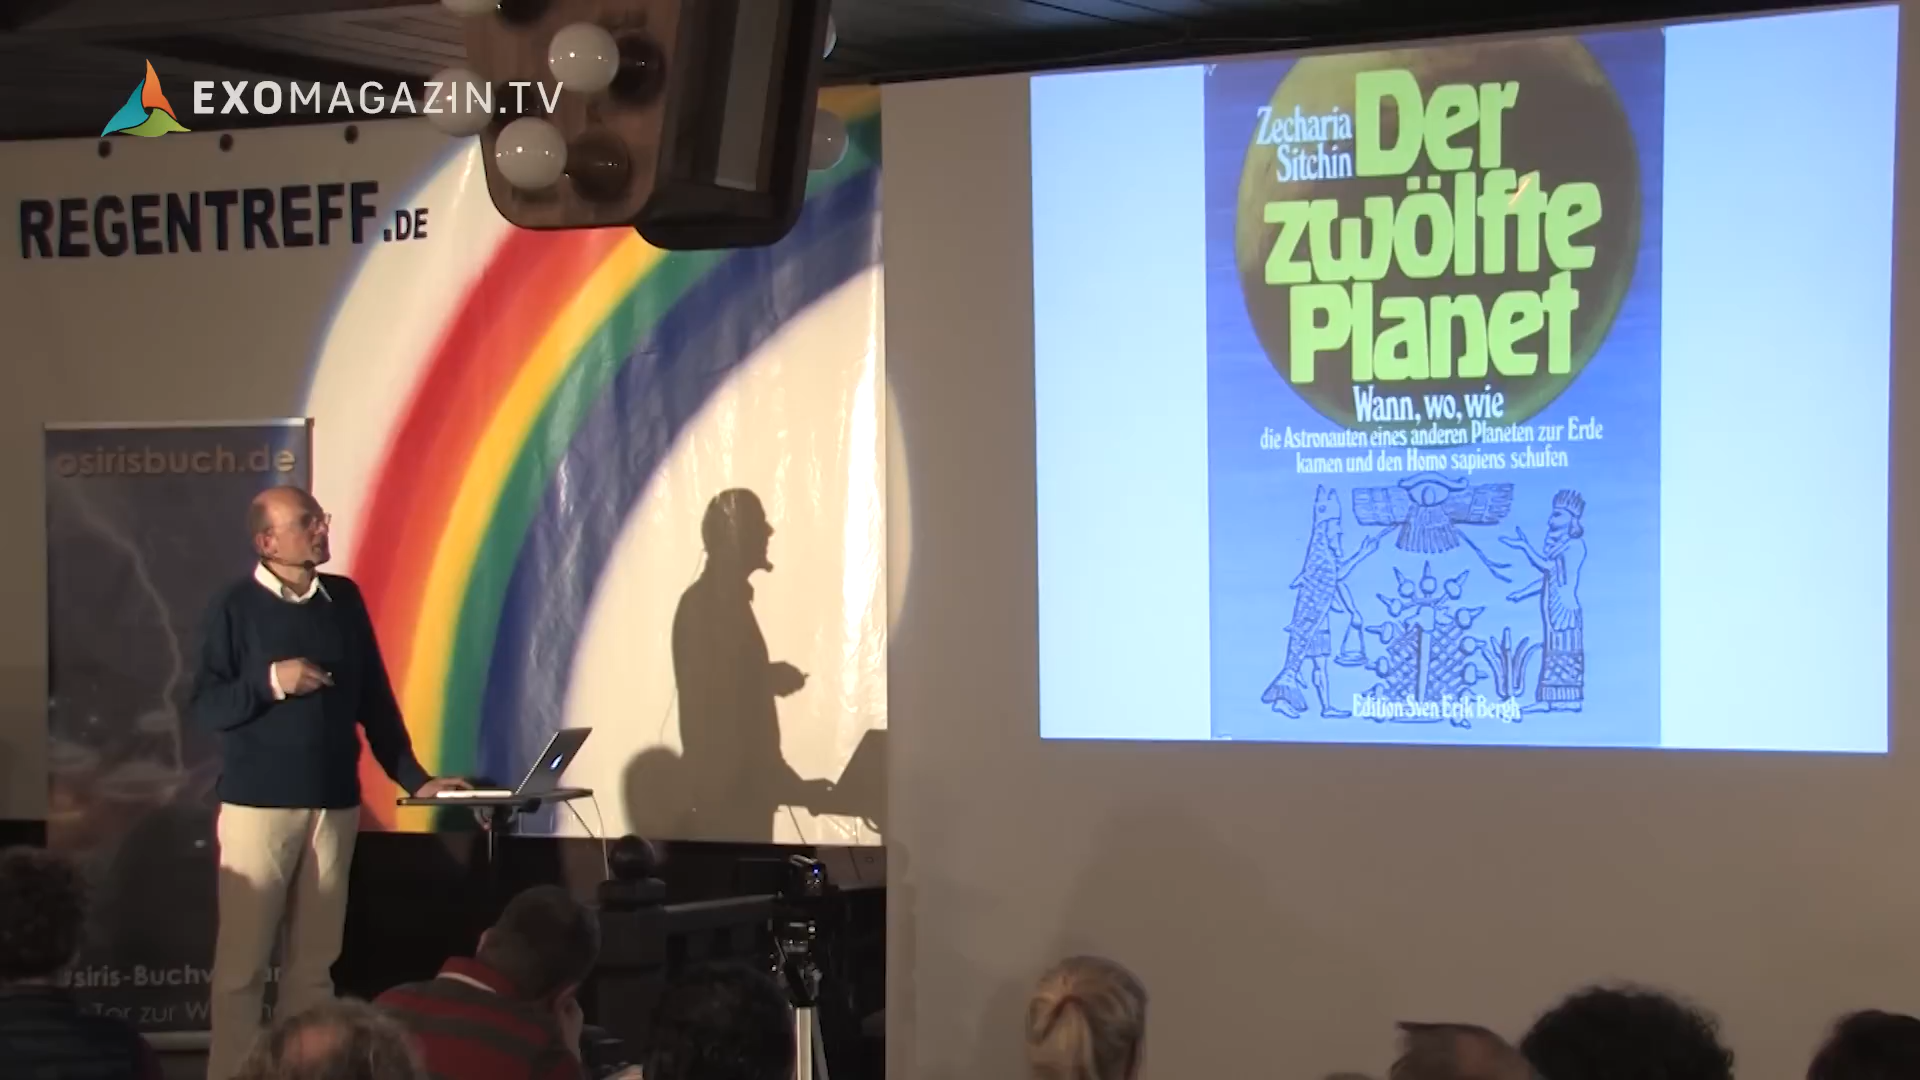 EXOMAGAZIN.TV
REGENTREFF.DE
osirisbuch.de
Zecharia
Sitchin
Der
zwölfte
Planet
Wann, wo, wie
die Astronauten eines anderen Planeten zur Erde
kamen und den Homo sapiens schufen
Edition Sven Erik Bergh